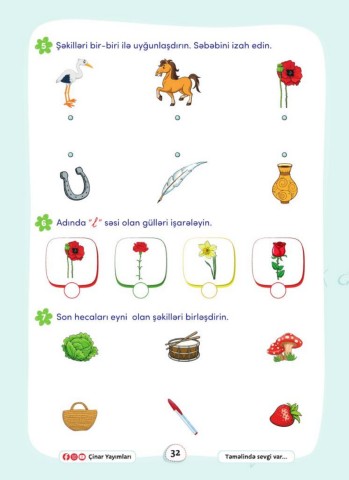 5 Şəkilləri bir-biri ilə uyğunlaşdırın. Səbəbini izah edin.
6 Adında "l" səsi olan gülləri işarələyin.
7 Son hecaları eyni olan şəkilləri birləşdirin.
Çinar Yayımları 32 Təməlində sevgi var...